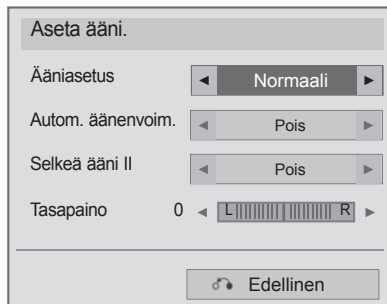 Aseta ääni.
Ääniasetus ◄ Normaali ►
Autom. äänenvoim. ◄ Pois ►
Selkeä ääni II ◄ Pois ►
Tasapaino 0 ◄ L R ►
Edellinen